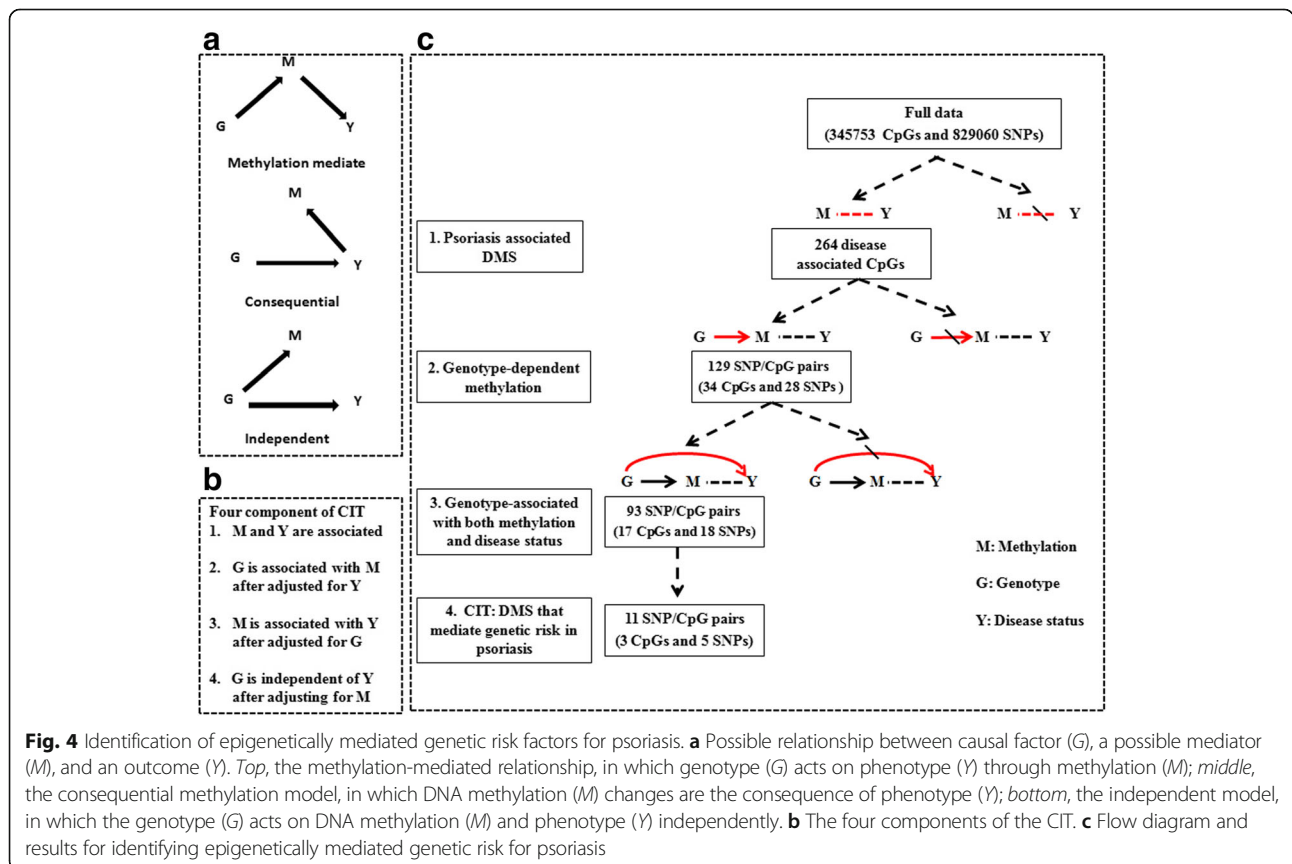 a
M
G
Y
Methylation mediate
M
G
Y
Consequential
M
G
Y
Independent
b
Four component of CIT
1. M and Y are associated
2. G is associated with M
after adjusted for Y
3. M is associated with Y
after adjusted for G
4. G is independent of Y
after adjusting for M
c
Full data
(345753 CpGs and 829060 SNPs)
M Y
M Y
1. Psoriasis associated
DMS
264 disease
associated CpGs
G M Y
G M Y
2. Genotype-dependent
methylation
129 SNP/CpG pairs
(34 CpGs and 28 SNPs )
G M Y
G M Y
3. Genotype-associated
with both methylation
and disease status
93 SNP/CpG pairs
(17 CpGs and 18 SNPs)
4. CIT: DMS that
mediate genetic risk in
psoriasis
11 SNP/CpG pairs
(3 CpGs and 5 SNPs)
M: Methylation
G: Genotype
Y: Disease status
Fig. 4 Identification of epigenetically mediated genetic risk factors for psoriasis. a Possible relationship between causal factor (G), a possible mediator
(M), and an outcome (Y). Top, the methylation-mediated relationship, in which genotype (G) acts on phenotype (Y) through methylation (M); middle,
the consequential methylation model, in which DNA methylation (M) changes are the consequence of phenotype (Y); bottom, the independent model,
in which the genotype (G) acts on DNA methylation (M) and phenotype (Y) independently. b The four components of the CIT. c Flow diagram and
results for identifying epigenetically mediated genetic risk for psoriasis